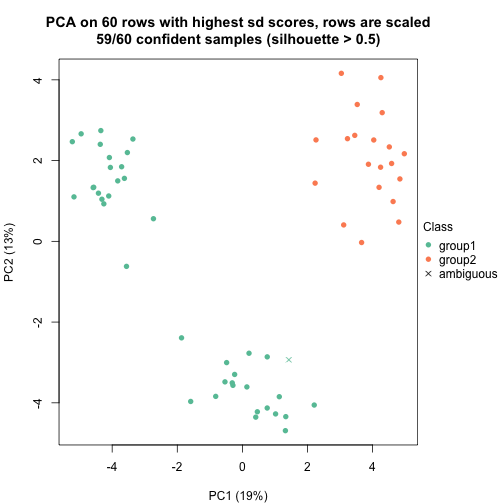 PCA on 60 rows with highest sd scores, rows are scaled
59/60 confident samples (silhouette > 0.5)
4
2
0
-2
-4
PC2 (13%)
-4
-2
0
2
4
PC1 (19%)
Class
group1
group2
ambiguous